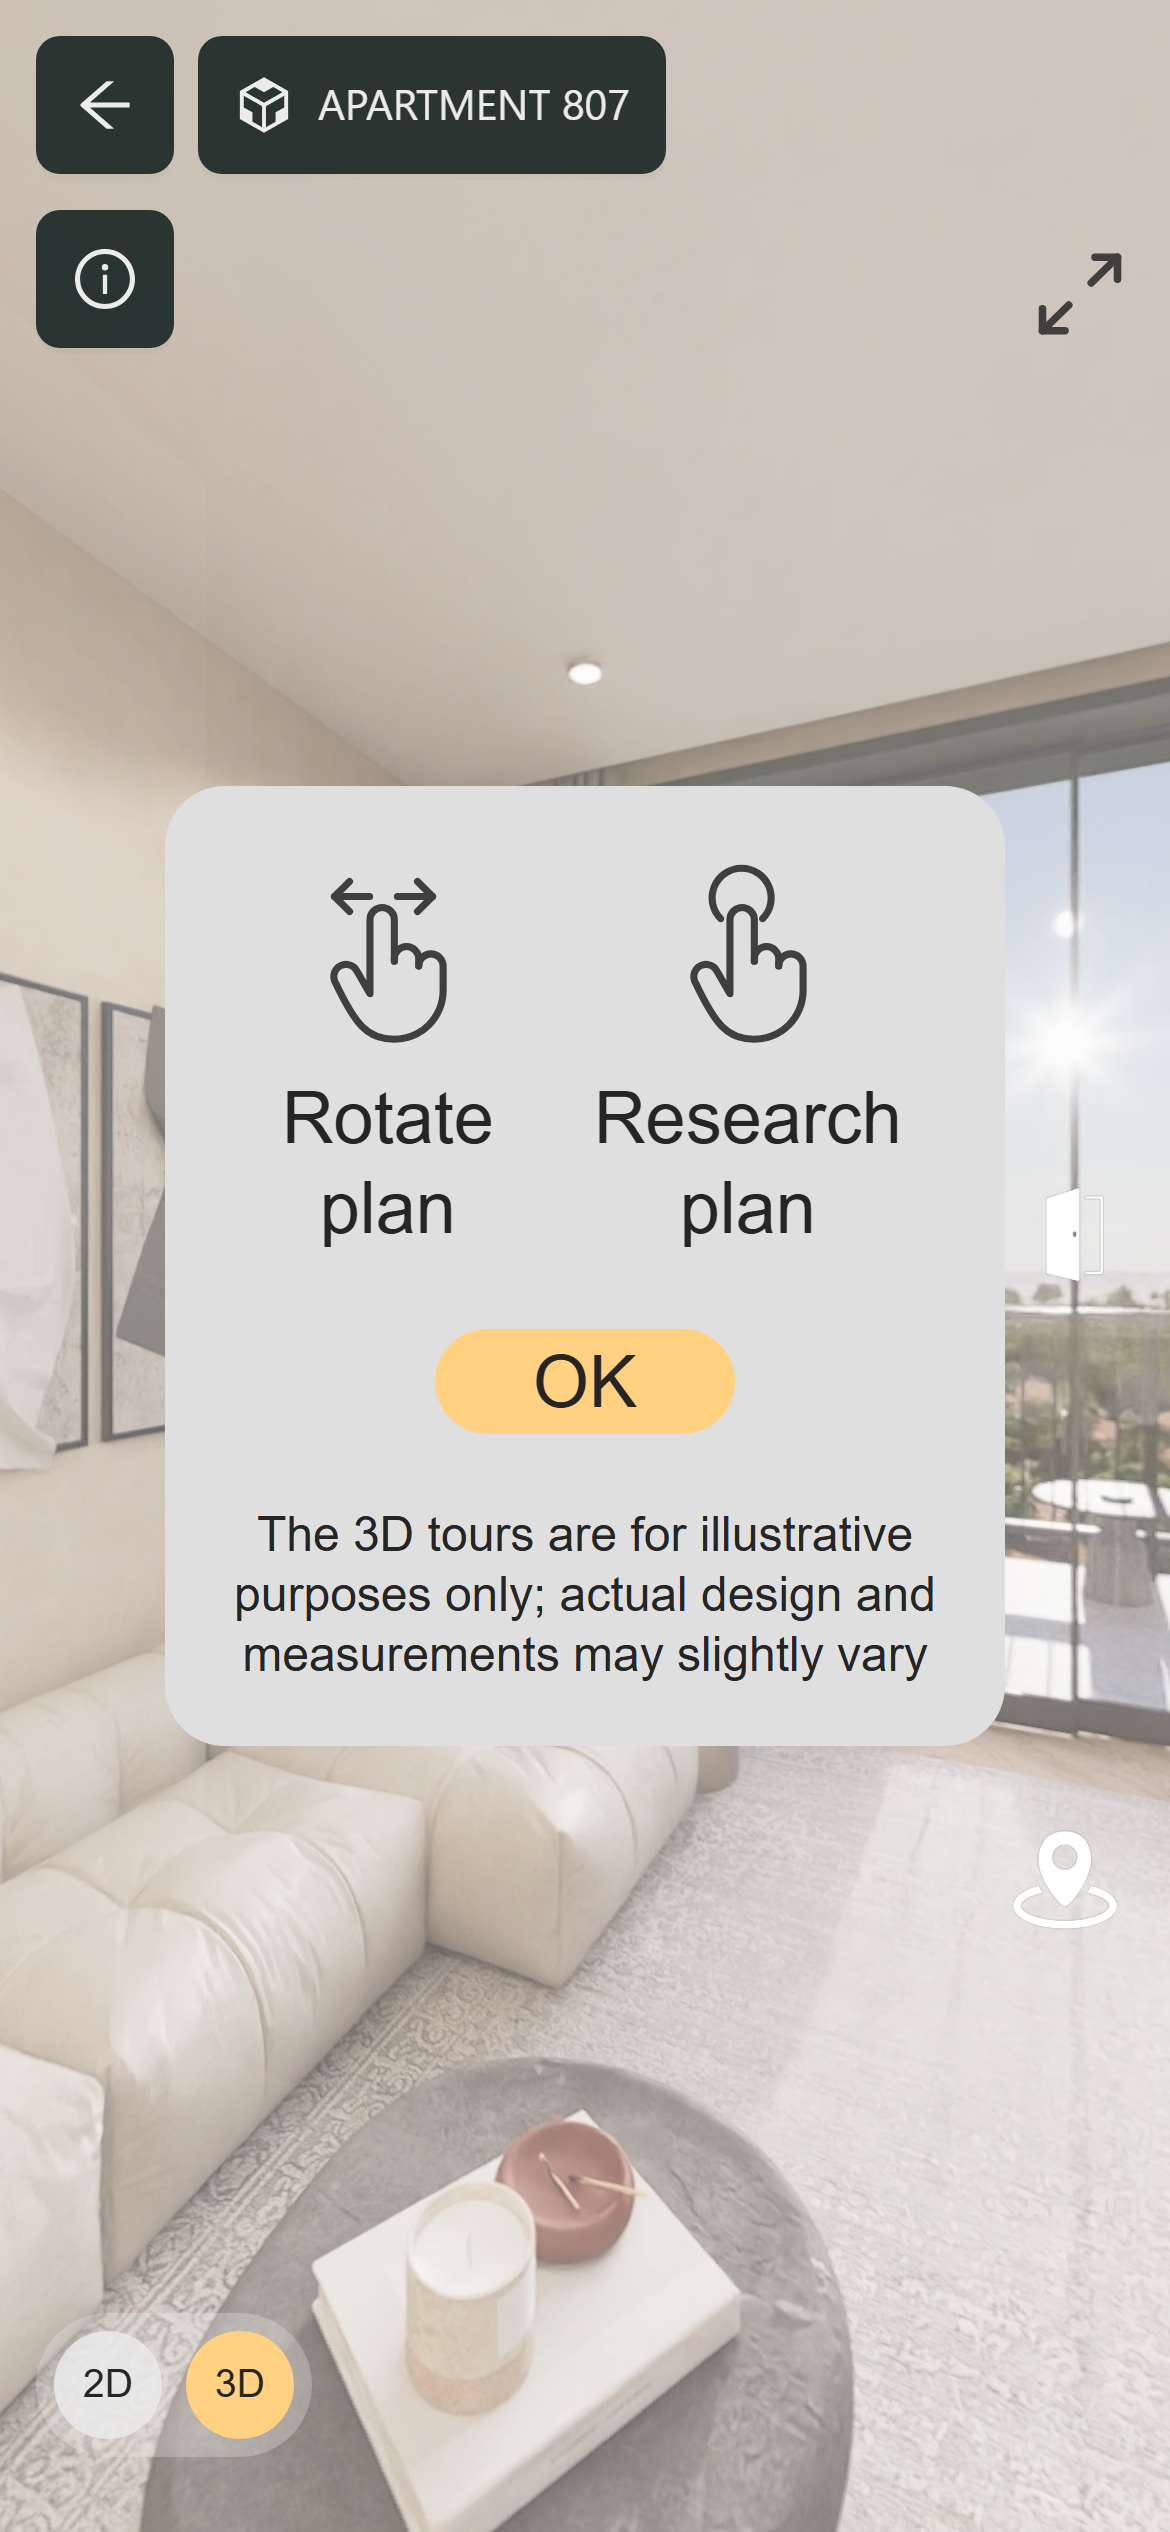 APARTMENT 807
Rotate
plan
Research
plan
OK
The 3D tours are for illustrative
purposes only; actual design and
measurements may slightly vary
2D
3D